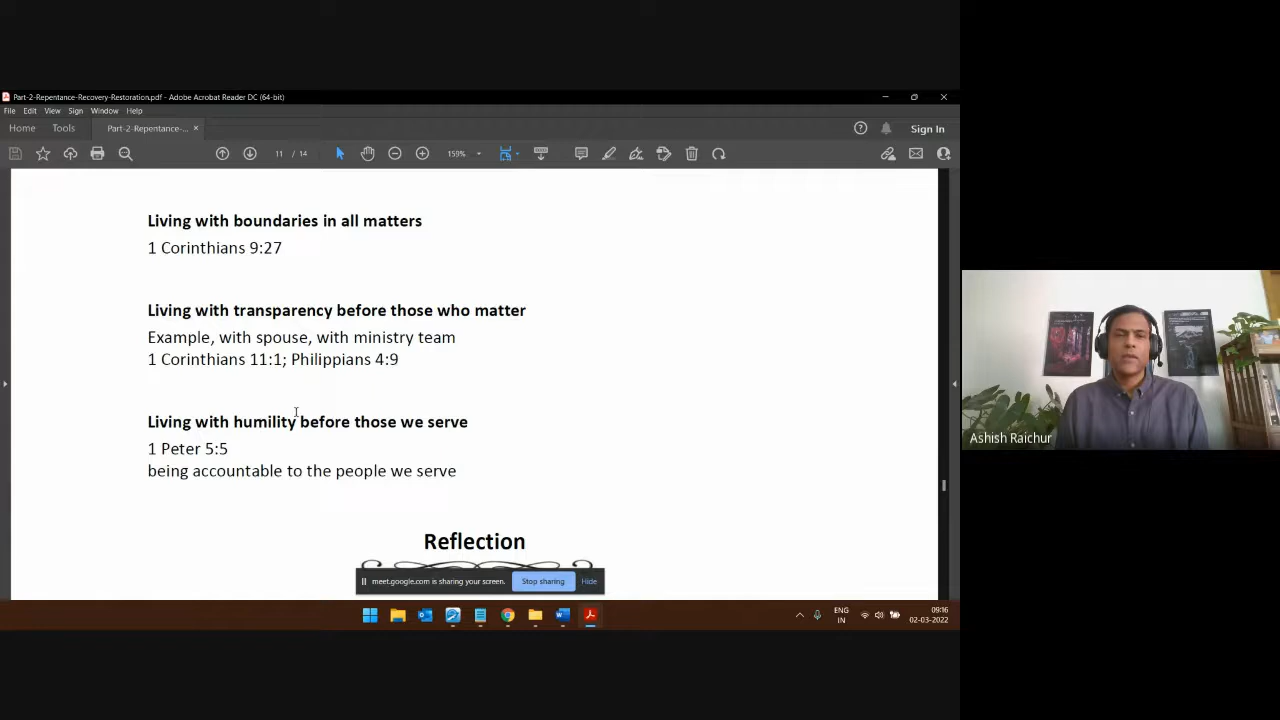 Part-2-Repentance-Recovery-Restoration.pdf - Adobe Acrobat Reader DC (64-bit)
File Edit View Sign Window Help
Home Tools Part-2-Repentance-... × Sign In
11 / 14 159%
Living with boundaries in all matters
1 Corinthians 9:27
Living with transparency before those who matter
Example, with spouse, with ministry team
1 Corinthians 11:1; Philippians 4:9
Living with humility before those we serve
1 Peter 5:5
being accountable to the people we serve
Reflection
meet.google.com is sharing your screen. Stop sharing Hide
ENG
IN
09:16
02-03-2022
Ashish Raichur